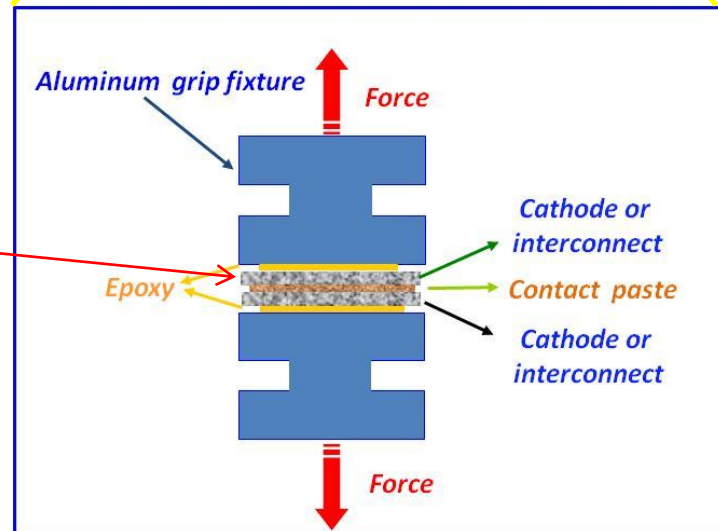 Aluminum grip fixture
Force
Cathode or
interconnect
Epoxy
Contact paste
Cathode or
interconnect
Force